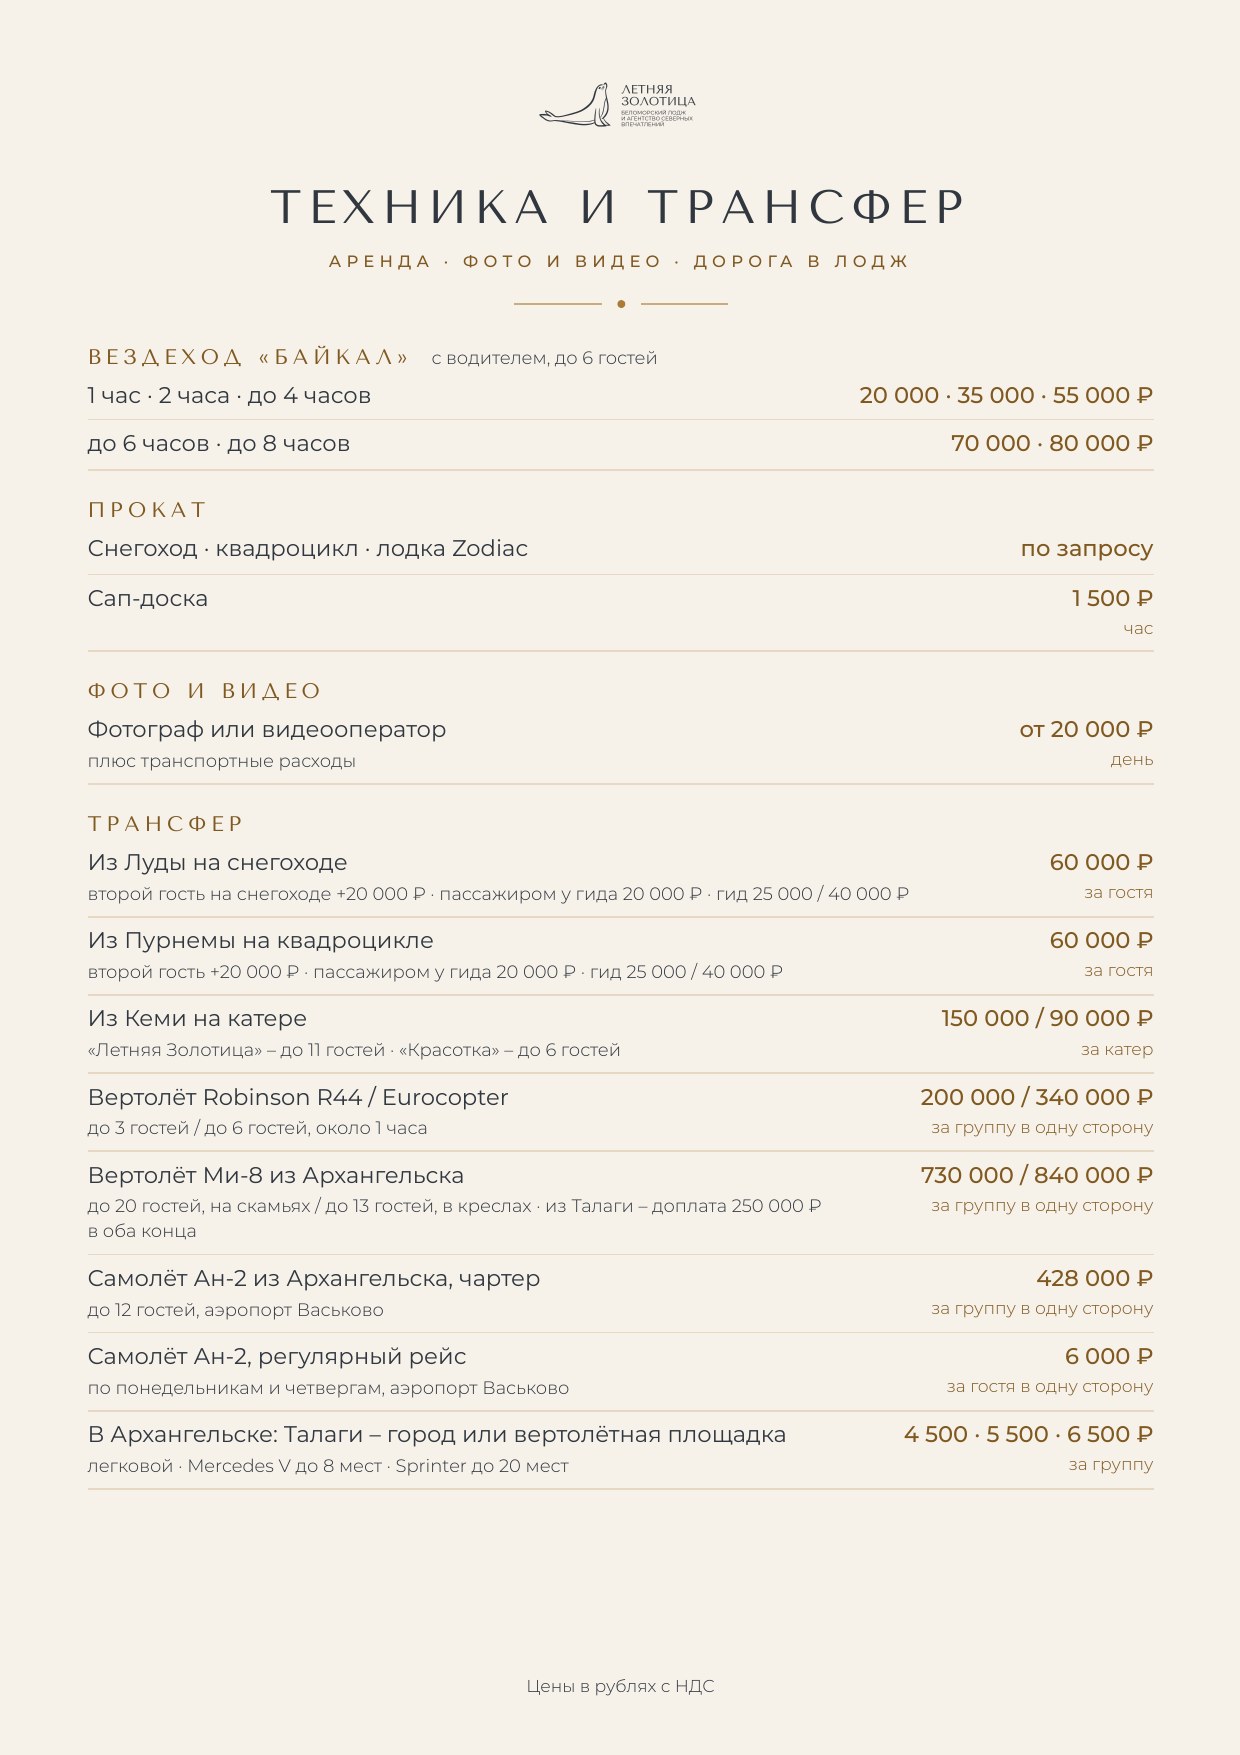 ЛЕТНЯЯ
ЗОЛОТИЦА
БЕЛОМОРСКИЙ ЛОДЖ
И АГЕНТСТВО СЕВЕРНЫХ
ВПЕЧАТЛЕНИЙ
ТЕХНИКА И ТРАНСФЕР
АРЕНДА · ФОТО И ВИДЕО · ДОРОГА В ЛОДЖ
ВЕЗДЕХОД «БАЙКАЛ» с водителем, до 6 гостей
1 час · 2 часа · до 4 часов 20 000 · 35 000 · 55 000 ₽
до 6 часов · до 8 часов 70 000 · 80 000 ₽
ПРОКАТ
Снегоход · квадроцикл · лодка Zodiac по запросу
Сап-доска 1 500 ₽
час
ФОТО И ВИДЕО
Фотограф или видеооператор от 20 000 ₽
плюс транспортные расходы день
ТРАНСФЕР
Из Луды на снегоходе 60 000 ₽
второй гость на снегоходе +20 000 ₽ · пассажиром у гида 20 000 ₽ · гид 25 000 / 40 000 ₽ за гостя
Из Пурнемы на квадроцикле 60 000 ₽
второй гость +20 000 ₽ · пассажиром у гида 20 000 ₽ · гид 25 000 / 40 000 ₽ за гостя
Из Кеми на катере 150 000 / 90 000 ₽
«Летняя Золотица» – до 11 гостей · «Красотка» – до 6 гостей за катер
Вертолёт Robinson R44 / Eurocopter 200 000 / 340 000 ₽
до 3 гостей / до 6 гостей, около 1 часа за группу в одну сторону
Вертолёт Ми-8 из Архангельска 730 000 / 840 000 ₽
до 20 гостей, на скамьях / до 13 гостей, в креслах · из Талаги – доплата 250 000 ₽ за группу в одну сторону
в оба конца
Самолёт Ан-2 из Архангельска, чартер 428 000 ₽
до 12 гостей, аэропорт Васьково за группу в одну сторону
Самолёт Ан-2, регулярный рейс 6 000 ₽
по понедельникам и четвергам, аэропорт Васьково за гостя в одну сторону
В Архангельске: Талаги – город или вертолётная площадка 4 500 · 5 500 · 6 500 ₽
легковой · Mercedes V до 8 мест · Sprinter до 20 мест за группу
Цены в рублях с НДС